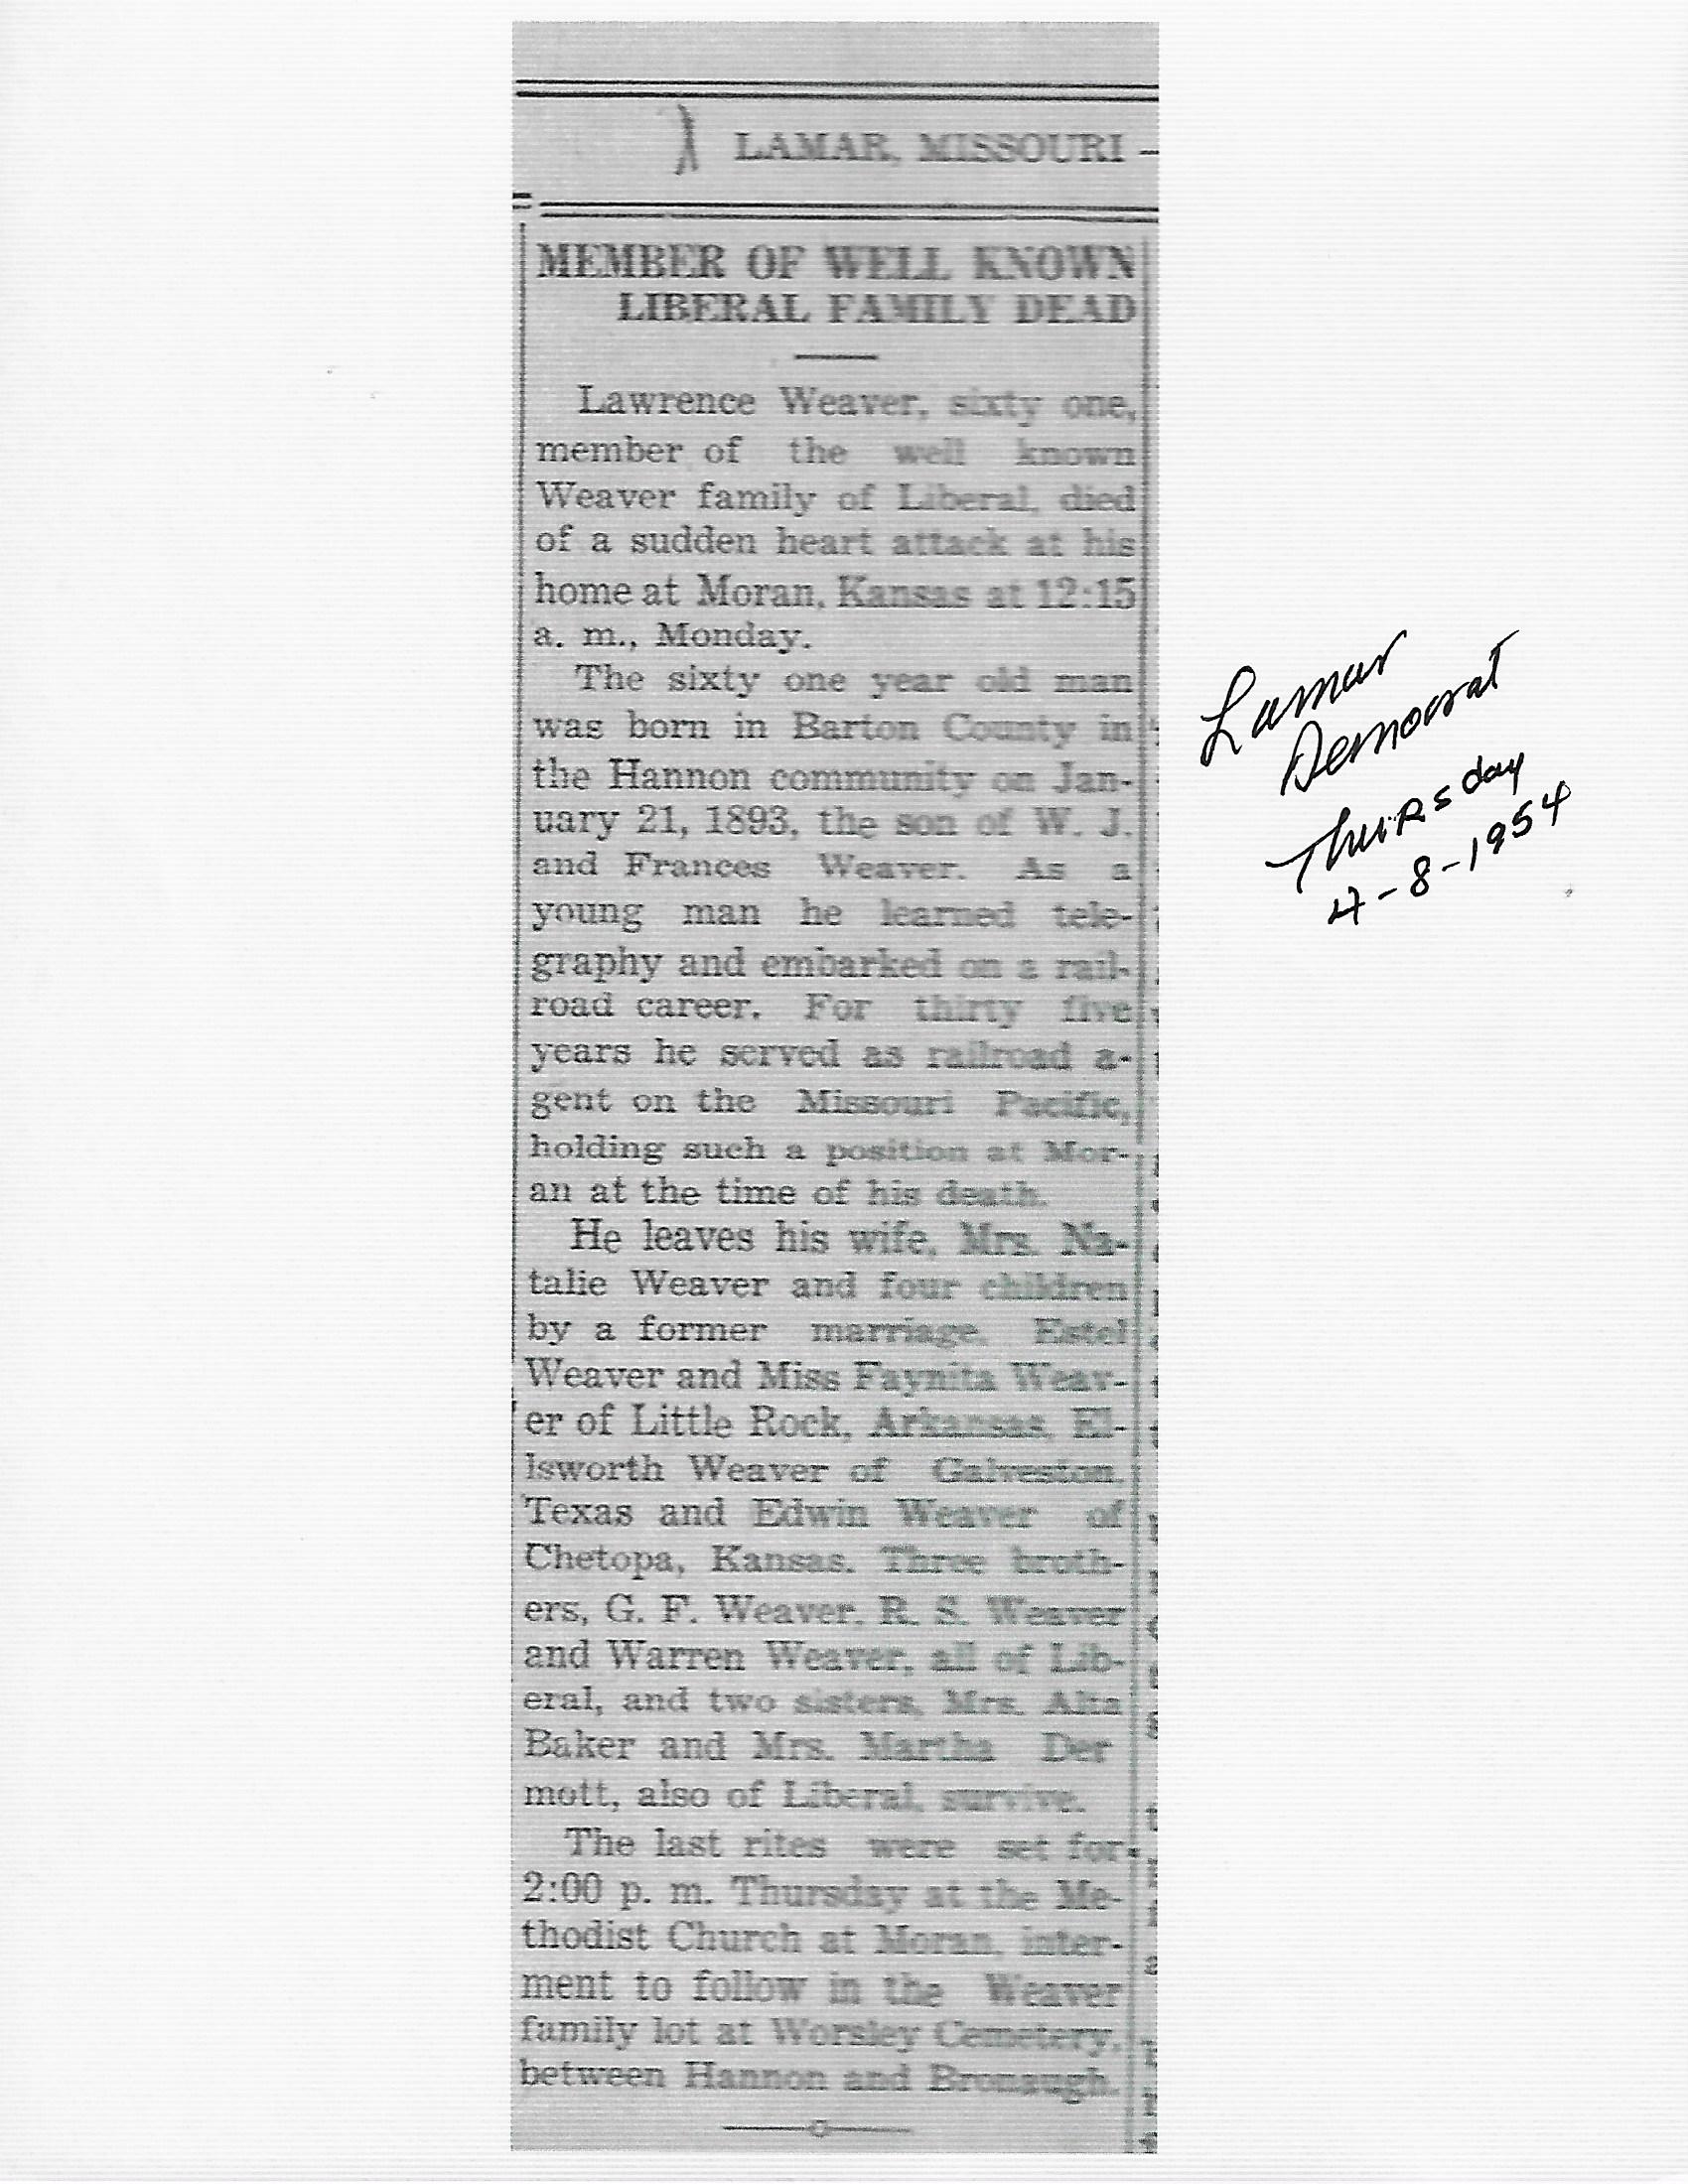 LAMAR, MISSOURI -
MEMBER OF WELL KNOWN
LIBERAL FAMILY DEAD
Lawrence Weaver, sixty one,
member of the well known
Weaver family of Liberal, died
of a sudden heart attack at his
home at Moran, Kansas at 12:15
a. m., Monday.
The sixty one year old man
was born in Barton County in
the Hannon community on Jan-
uary 21, 1893, the son of W. J.
and Frances Weaver. As a
young man he learned tele-
graphy and embarked on a rail-
road career. For thirty five
years he served as railroad a-
gent on the Missouri Pacific,
holding such a position at Mor-
an at the time of his death.
He leaves his wife, Mrs. Na-
talie Weaver and four children
by a former marriage, Estel
Weaver and Miss Faynita Weav-
er of Little Rock, Arkansas, El-
lsworth Weaver of Galveston,
Texas and Edwin Weaver of
Chetopa, Kansas. Three broth-
ers, G. F. Weaver, R. S. Weaver
and Warren Weaver, all of Lib-
eral, and two sisters, Mrs. Alta
Baker and Mrs. Martha Der
mott, also of Liberal, survive.
The last rites were set for
2:00 p. m. Thursday at the Me-
thodist Church at Moran, inter-
ment to follow in the Weaver
family lot at Worsley Cemetery,
between Hannon and Bronaugh.
Lamar
Democrat
Thursday
4-8-1954